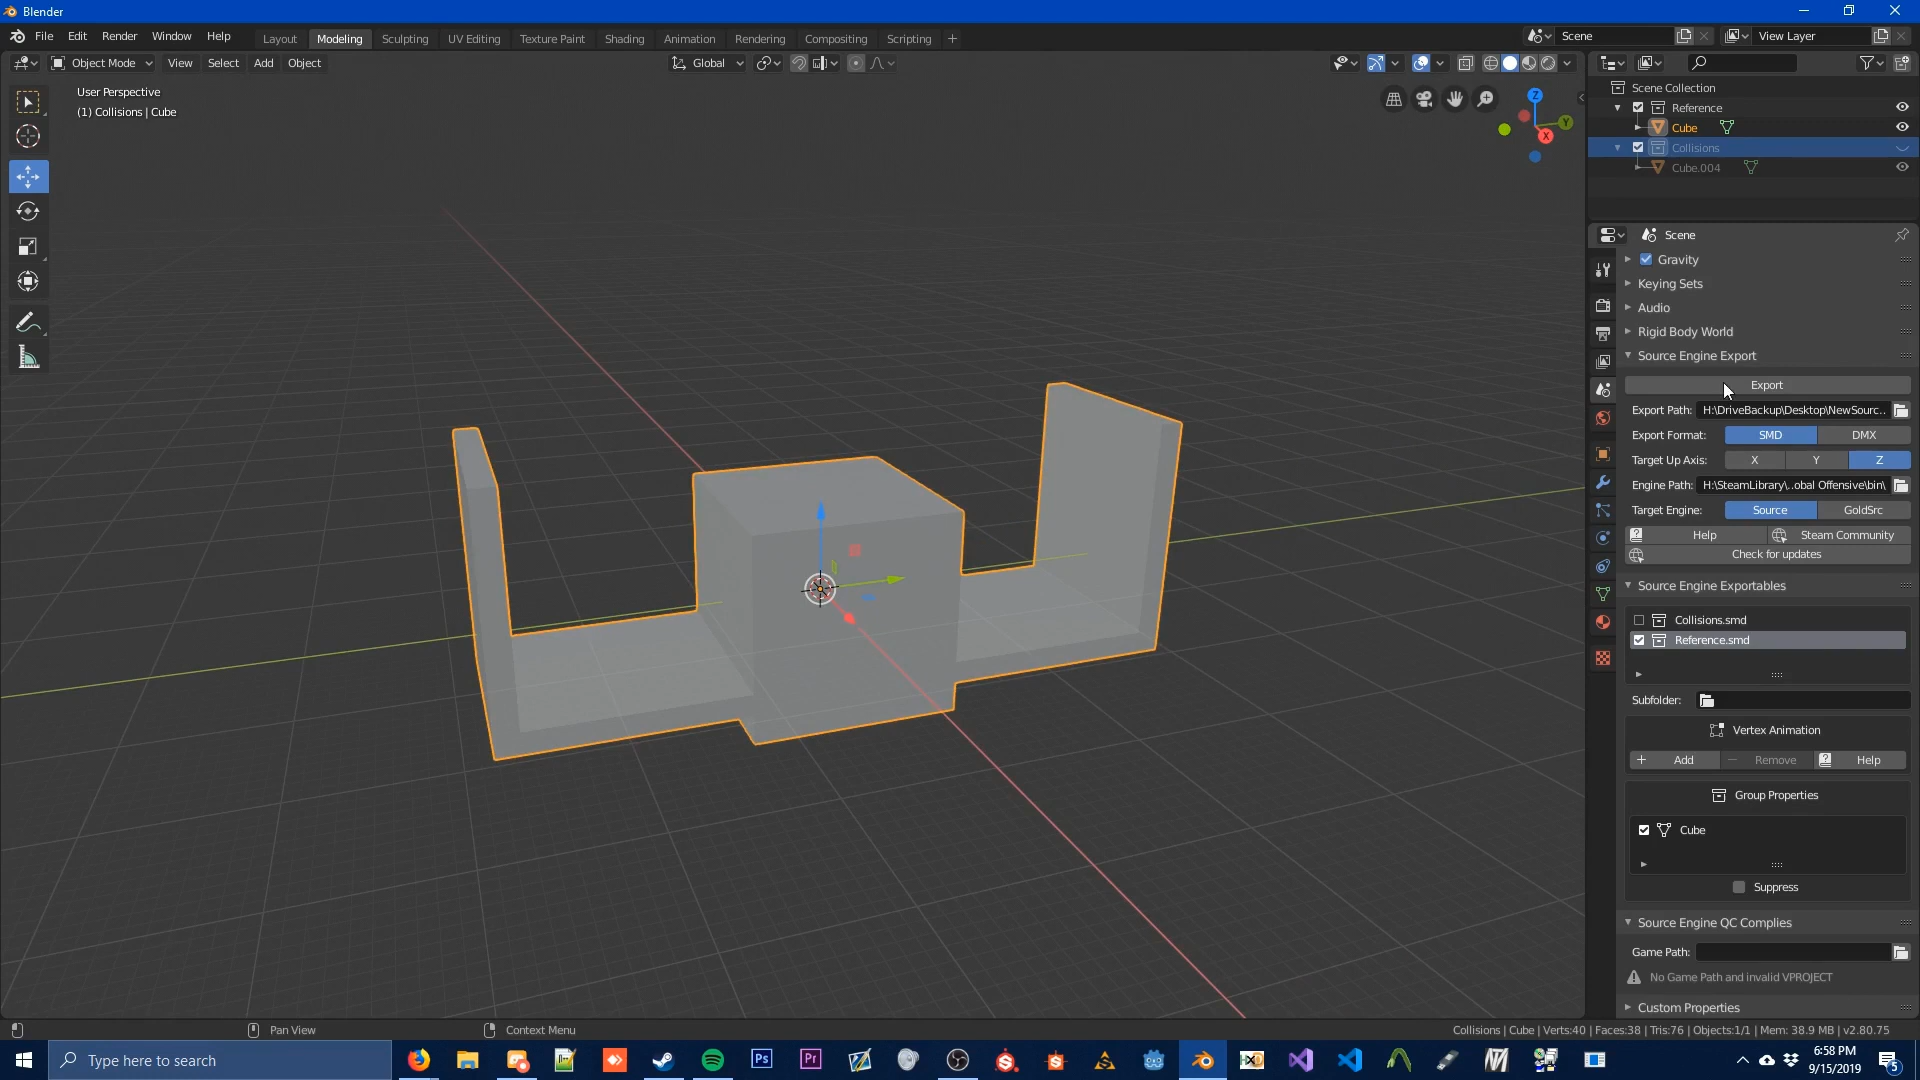 Blender
File Edit Render Window Help
Layout Modeling Sculpting UV Editing Texture Paint Shading Animation Rendering Compositing Scripting +
Scene
View Layer
Object Mode View Select Add Object
Global
User Perspective
(1) Collisions | Cube
Z
Y
X
Scene Collection
Reference
Cube
Collisions
Cube.004
Scene
Gravity
Keying Sets
Audio
Rigid Body World
Source Engine Export
Export
Export Path: H:\DriveBackup\Desktop\NewSourc..
Export Format: SMD DMX
Target Up Axis: X Y Z
Engine Path: H:\SteamLibrary\..obal Offensive\bin\
Target Engine: Source GoldSrc
Help Steam Community
Check for updates
Source Engine Exportables
Collisions.smd
Reference.smd
Subfolder:
Vertex Animation
+ Add − Remove Help
Group Properties
Cube
Suppress
Source Engine QC Complies
Game Path:
No Game Path and invalid VPROJECT
Custom Properties
Pan View Context Menu
Collisions | Cube | Verts:40 | Faces:38 | Tris:76 | Objects:1/1 | Mem: 38.9 MB | v2.80.75
Type here to search
Ps
Pr
6:58 PM
9/15/2019
5